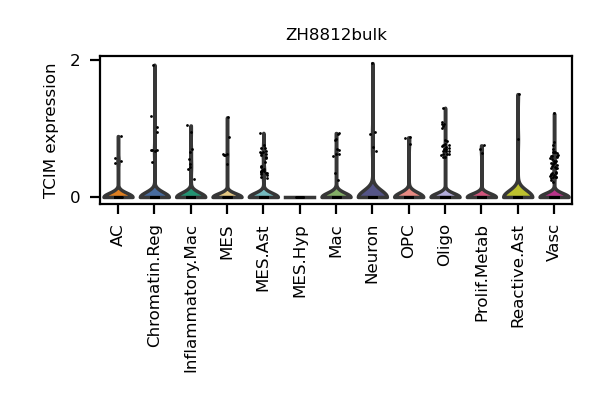 ZH8812bulk
TCIM expression
2
0
AC
Chromatin.Reg
Inflammatory.Mac
MES
MES.Ast
MES.Hyp
Mac
Neuron
OPC
Oligo
Prolif.Metab
Reactive.Ast
Vasc